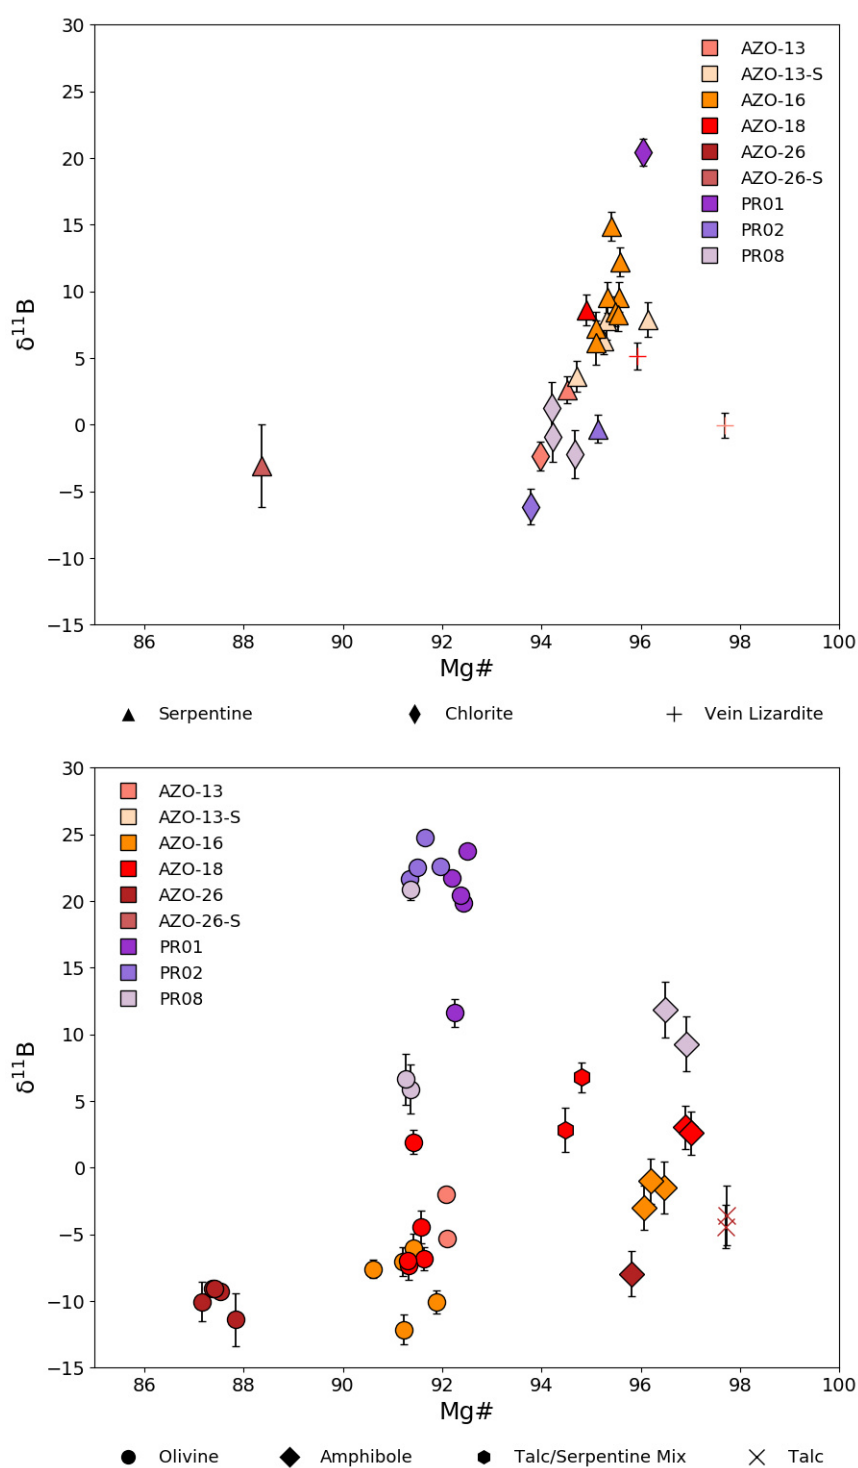 30
25
20
15
10
5
0
−5
−10
−15
δ11B
AZO-13
AZO-13-S
AZO-16
AZO-18
AZO-26
AZO-26-S
PR01
PR02
PR08
86 88 90 92 94 96 98 100
Mg#
Serpentine Chlorite Vein Lizardite
30
25
20
15
10
5
0
−5
−10
−15
δ11B
AZO-13
AZO-13-S
AZO-16
AZO-18
AZO-26
AZO-26-S
PR01
PR02
PR08
86 88 90 92 94 96 98 100
Mg#
Olivine Amphibole Talc/Serpentine Mix Talc